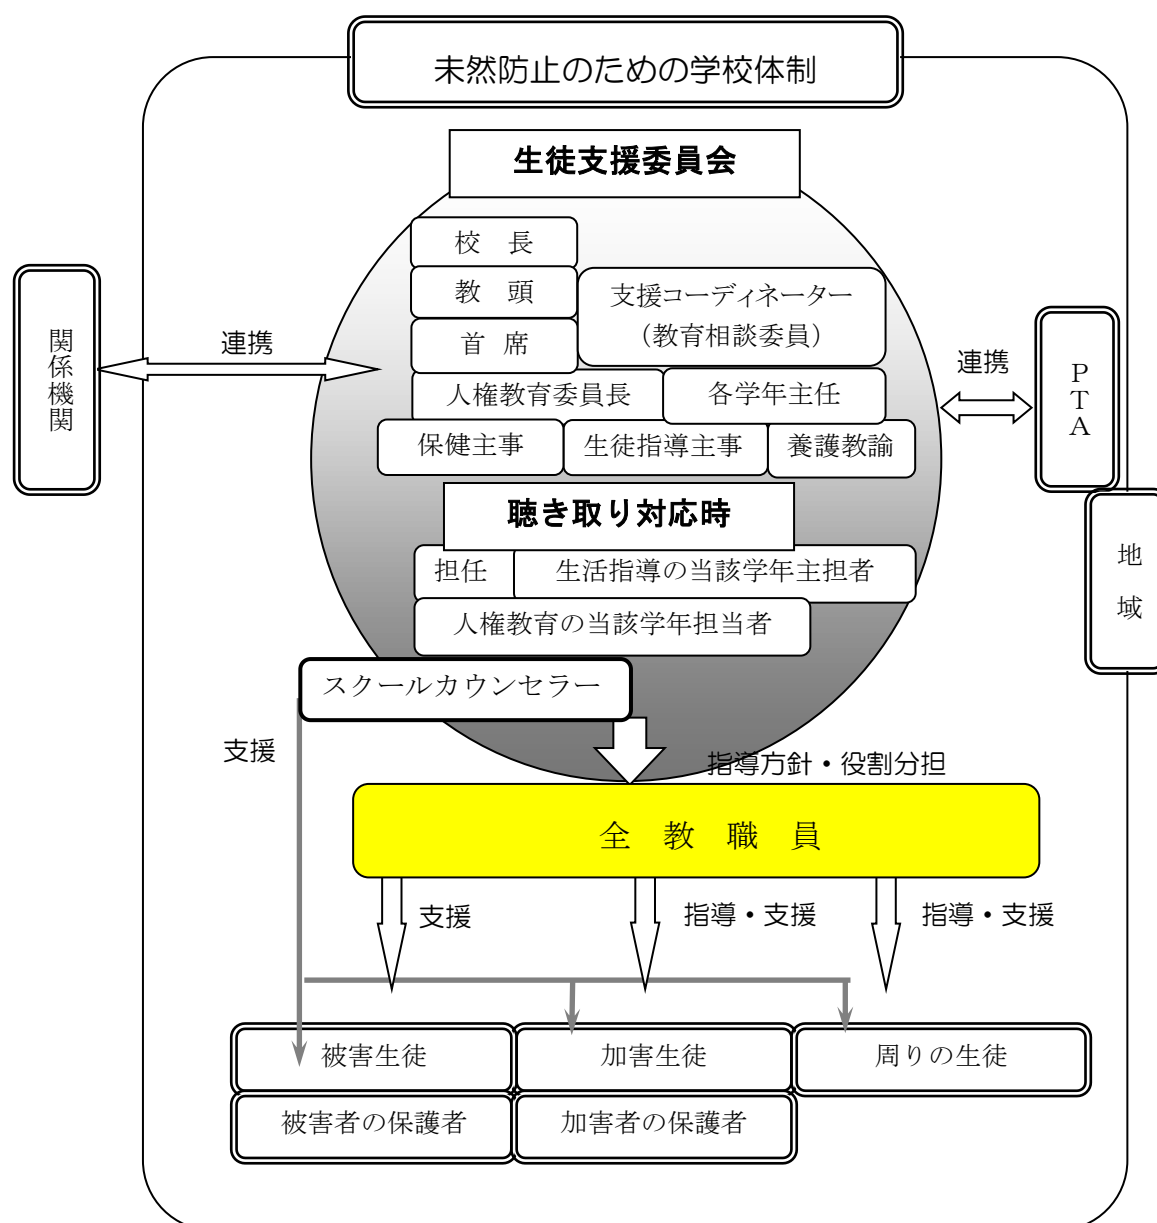 未然防止のための学校体制
生徒支援委員会
校　長
教　頭
首 席
支援コーディネーター
（教育相談委員）
人権教育委員長
各学年主任
保健主事
生徒指導主事
養護教諭
関係機関
連携
連携
PTA
地域
聴き取り対応時
担任
生活指導の当該学年主担者
人権教育の当該学年担当者
スクールカウンセラー
支援
指導方針・役割分担
全　教　職　員
支援
指導・支援
指導・支援
被害生徒
加害生徒
周りの生徒
被害者の保護者
加害者の保護者